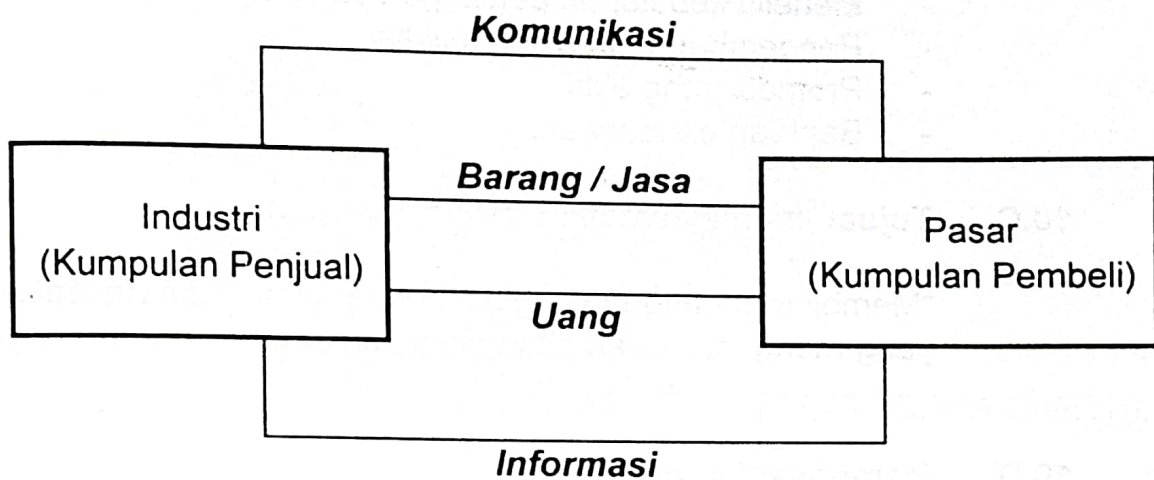 Komunikasi
Barang / Jasa
Industri
(Kumpulan Penjual)
Pasar
(Kumpulan Pembeli)
Uang
Informasi